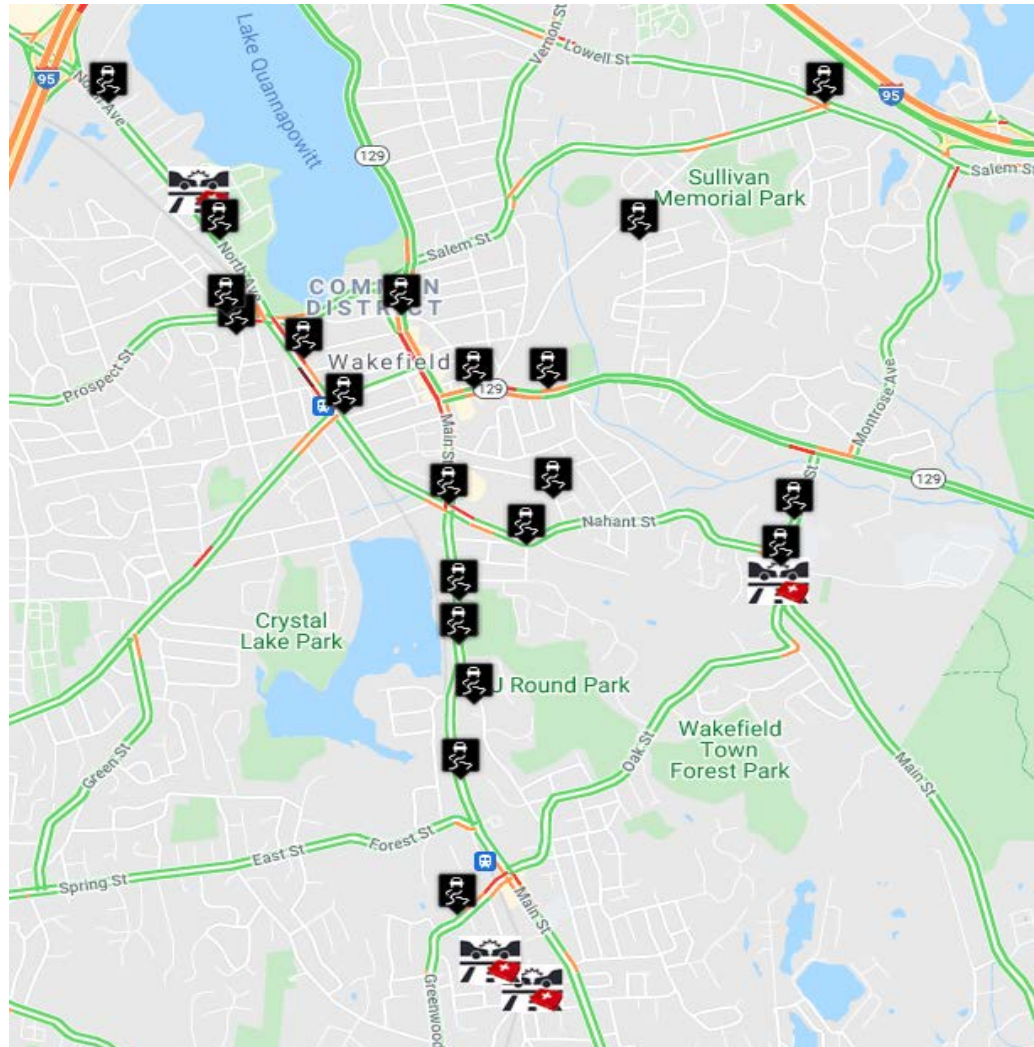 Lake Quannapowitt
Vernon St
Lowell St
95
North Ave
95
129
Salem St
Sullivan
Memorial Park
Salem St
North Ave
COMMON
DISTRICT
Wakefield
Prospect St
129
Main St
Montrose Ave
St
129
Nahant St
Crystal
Lake Park
J Round Park
Wakefield
Town
Forest Park
Oak St
Green St
Main St
Forest St
East St
Spring St
Main St
Greenwood